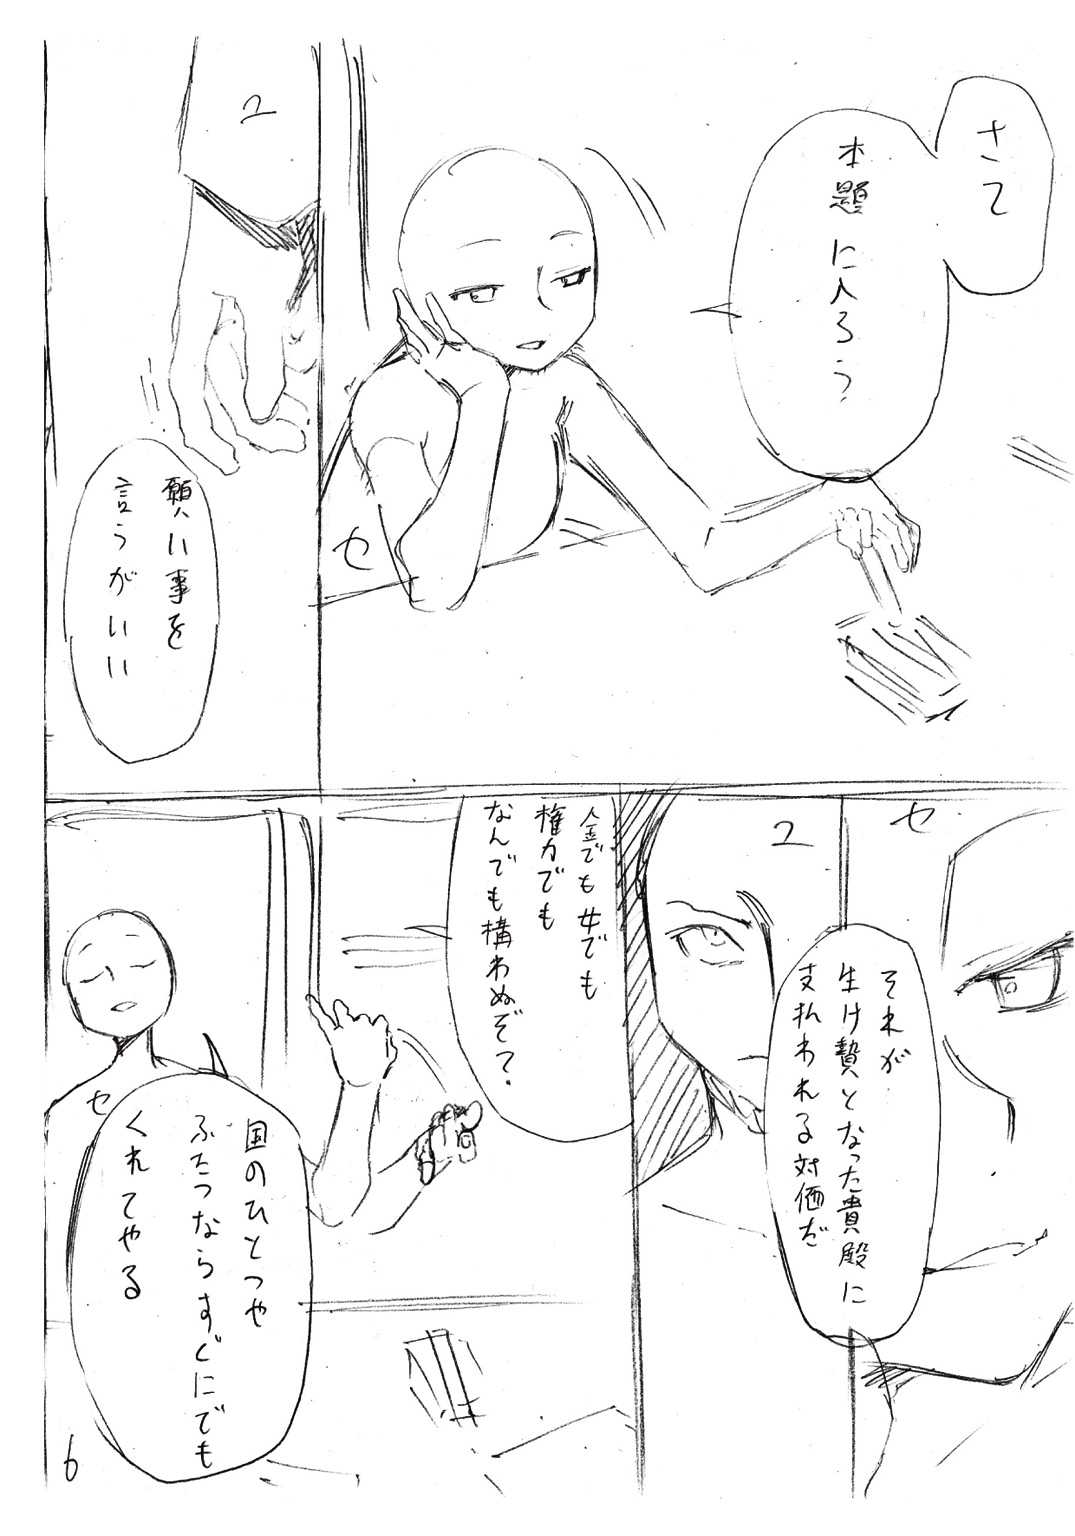 さて
本題に入ろう
セ
ユ
願い事を
言うがいい
セ
ユ
それが
生け贄となった貴殿に
支払われる対価だ
金でも女でも
権力でも
なんでも構わぬぞ?
セ
国のひとつや
ふたつならすぐにでも
くれてやる
6